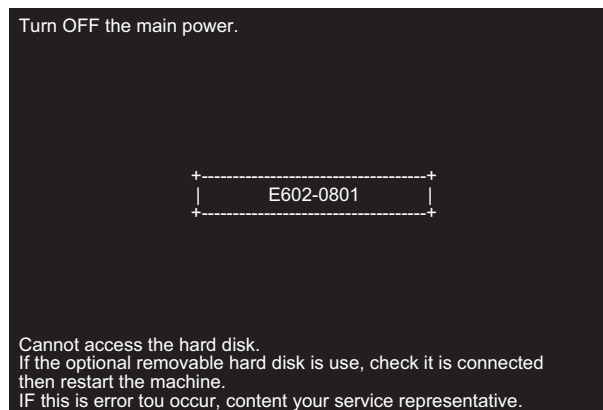 Turn OFF the main power.
+------------------------------------+
| E602-0801 |
+------------------------------------+
Cannot access the hard disk.
If the optional removable hard disk is use, check it is connected
then restart the machine.
IF this is error tou occur, content your service representative.